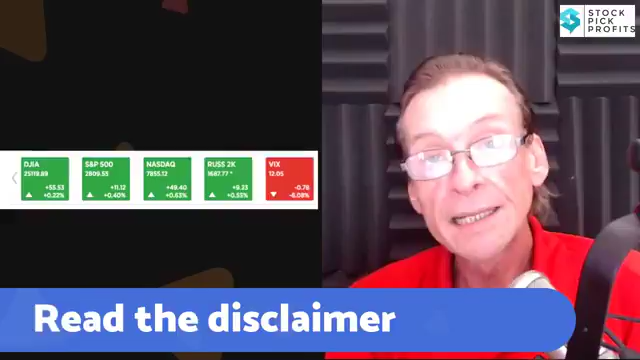 STOCK
PICK
PROFITS
DJIA
25119.89
+55.53
+0.22%
S&P 500
2809.55
+11.12
+0.40%
NASDAQ
7855.12
+49.40
+0.63%
RUSS 2K
1687.77 *
+9.23
+0.55%
VIX
12.05
-0.78
-6.08%
Read the disclaimer